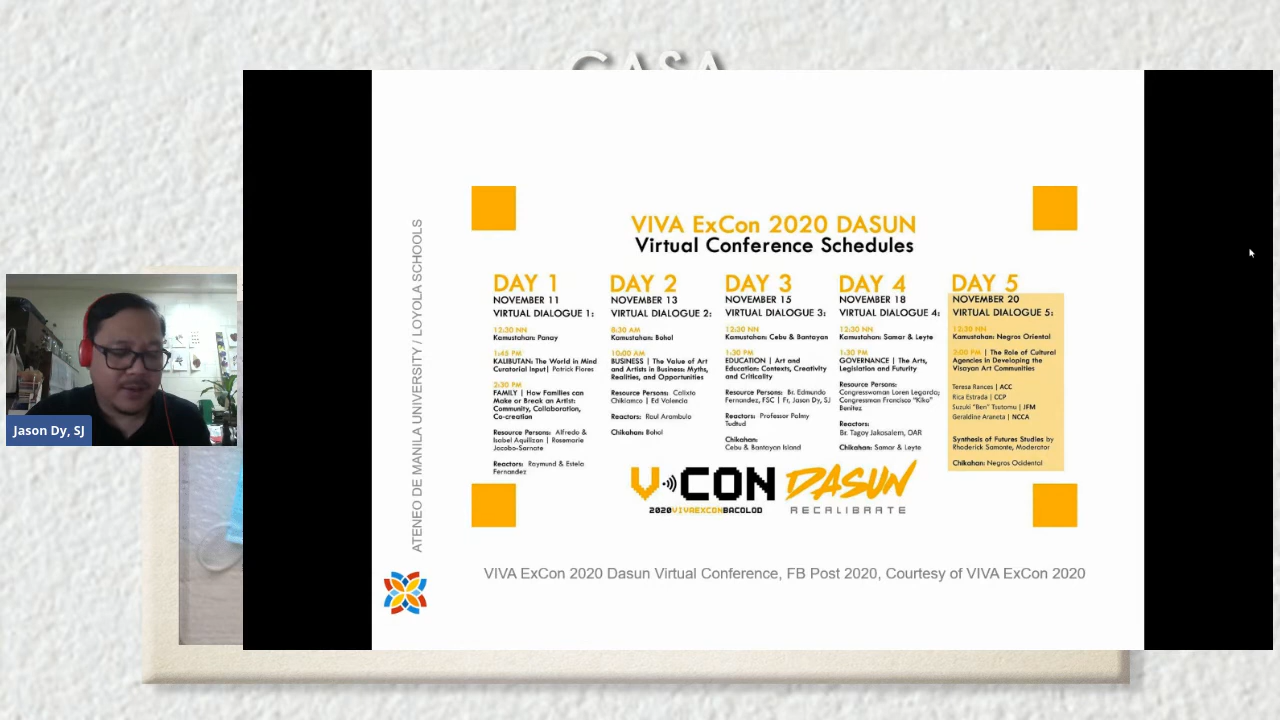 CASA
VIVA ExCon 2020 DASUN
Virtual Conference Schedules
DAY 1
NOVEMBER 11
VIRTUAL DIALOGUE 1:
12:30 NN
Kamustahan: Panay
1:45 PM
KALIBUTAN: The World in Mind
Curatorial input| Patrick Flores
2:30 PM
FAMILY | How Families can
Make or Break an Artist:
Community, Collaboration,
Co-creation
Resource Persons: Alfredo &
Isabel Aquilizan | Rosemarie
Jacobo-Sarnate
Reactors: Raymund & Estela
Fernandez
DAY 2
NOVEMBER 13
VIRTUAL DIALOGUE 2:
8:30 AM
Kamustahan: Bohol
10:00 AM
BUSINESS | The Value of Art
and Artists in Business: Myths,
Realities, and Opportunities
Resource Persons: Calixto
Chikiamco | Ed Valencia
Reactors: Raul Arambulo
Chikahan: Bohol
DAY 3
NOVEMBER 15
VIRTUAL DIALOGUE 3:
12:30 NN
Kamustahan: Cebu & Bantayan
1:30 PM
EDUCATION | Art and
Education: Contexts, Creativity
and Criticality
Resource Persons: Br. Edmundo
Fernandez, FSC | Fr. Jason Dy, SJ
Reactors: Professor Palmy
Tudtud
Chikahan:
Cebu & Bantayan Island
DAY 4
NOVEMBER 18
VIRTUAL DIALOGUE 4:
12:30 NN
Kamustahan: Samar & Leyte
1:30 PM
GOVERNANCE | The Arts,
Legislation and Futurity
Resource Persons:
Congresswoman Loren Legarda;
Congressman Francisco "Kiko"
Benitez
Reactors:
Br. Tagoy Jakosalem, OAR
Chikahan: Samar & Leyte
DAY 5
NOVEMBER 20
VIRTUAL DIALOGUE 5:
12:30 NN
Kamustahan: Negros Oriental
2:00 PM | The Role of Cultural
Agencies in Developing the
Visayan Art Communities
Teresa Rances | ACC
Rica Estrada | CCP
Suzuki "Ben" Tsutomu | JFM
Geraldine Araneta | NCCA
Synthesis of Futures Studies by
Rhoderick Samonte, Moderator
Chikahan: Negros Ocidental
V CON DASUN
2020VIVAEXCONBACOLOD RECALIBRATE
VIVA ExCon 2020 Dasun Virtual Conference, FB Post 2020, Courtesy of VIVA ExCon 2020
ATENEO DE MANILA UNIVERSITY / LOYOLA SCHOOLS
Jason Dy, SJ